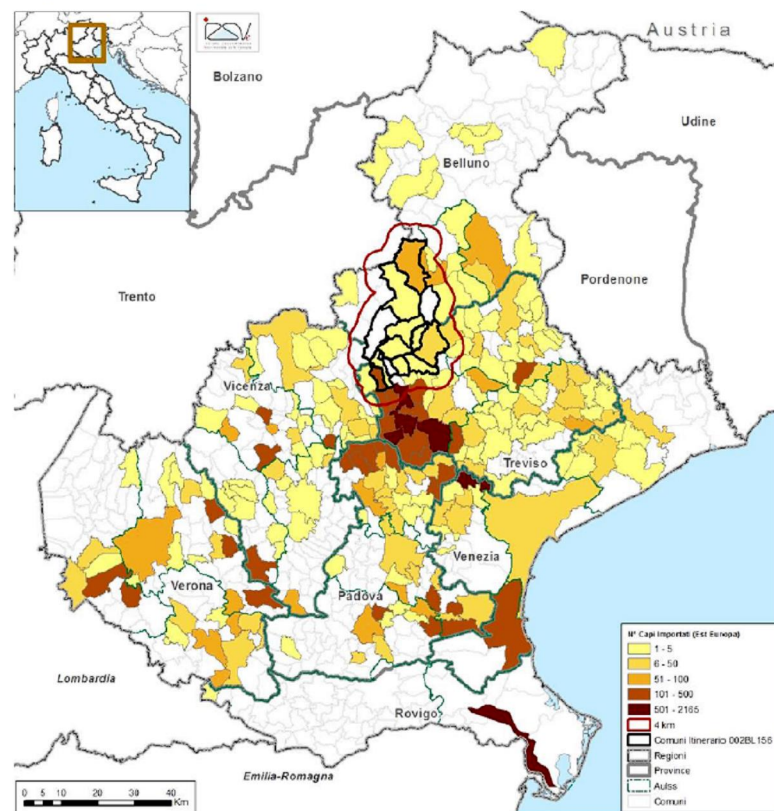 Austria
Bolzano
Udine
Belluno
Pordenone
Trento
Vicenza
Treviso
Venezia
Verona
Padova
Lombardia
Rovigo
Emilia-Romagna
N° Capi Importati (Est Europa)
1 - 5
6 - 50
51 - 100
101 - 500
501 - 2165
4 km
Comuni Itinerario 002BL156
Regioni
Province
Aulss
Comuni
0 5 10 20 30 40
Km